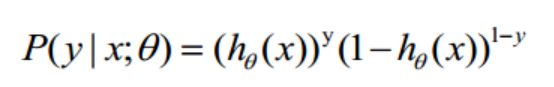 P(y | x;θ) = (h_θ(x))^y (1 − h_θ(x))^{1−y}